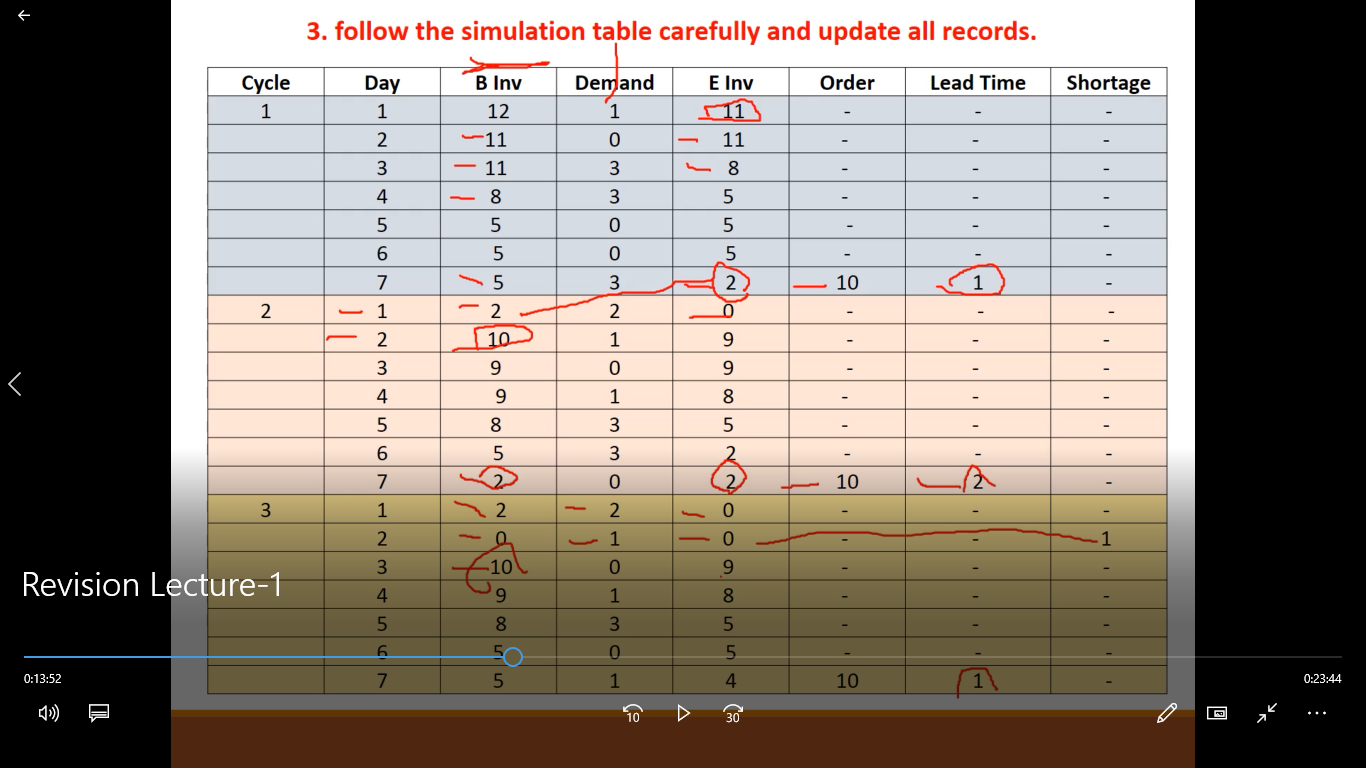 3. follow the simulation table carefully and update all records.
Cycle Day B Inv Demand E Inv Order Lead Time Shortage
1 1 12 1 11 - - -
2 11 0 11 - - -
3 11 3 8 - - -
4 8 3 5 - - -
5 5 0 5 - - -
6 5 0 5 - - -
7 5 3 2 10 1 -
2 1 2 2 0 - - -
2 10 1 9 - - -
3 9 0 9 - - -
4 9 1 8 - - -
5 8 3 5 - - -
6 5 3 2 - - -
7 2 0 2 10 2 -
3 1 2 2 0 - - -
2 0 1 0 - - 1
3 10 0 9 - - -
4 9 1 8 - - -
5 8 3 5 - - -
6 5 0 5 - - -
7 5 1 4 10 1 -
Revision Lecture-1
0:13:52 0:23:44
10 30